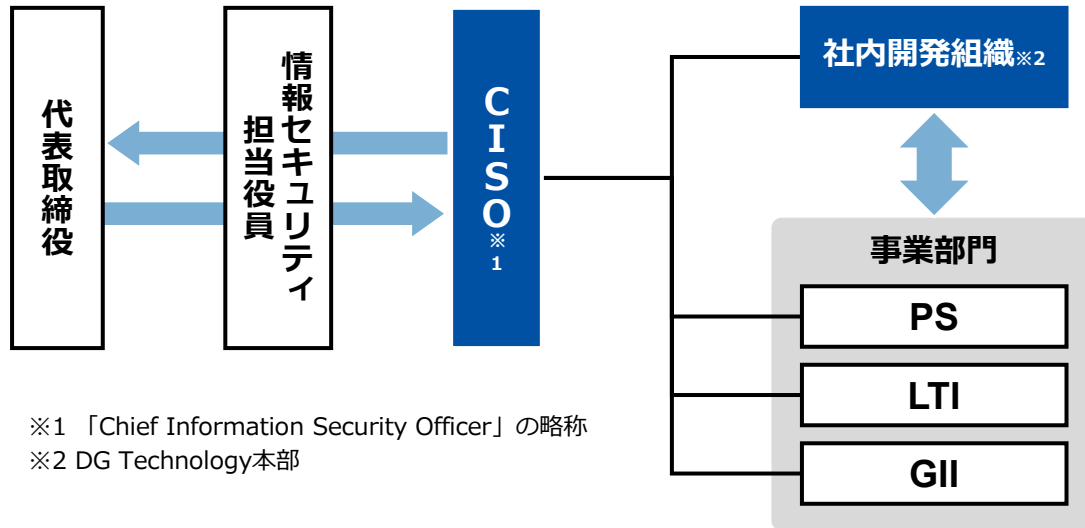 代表取締役
情報セキュリティ
担当役員
CISO※1
社内開発組織※2
事業部門
PS
LTI
GII
※1 「Chief Information Security Officer」の略称
※2 DG Technology本部